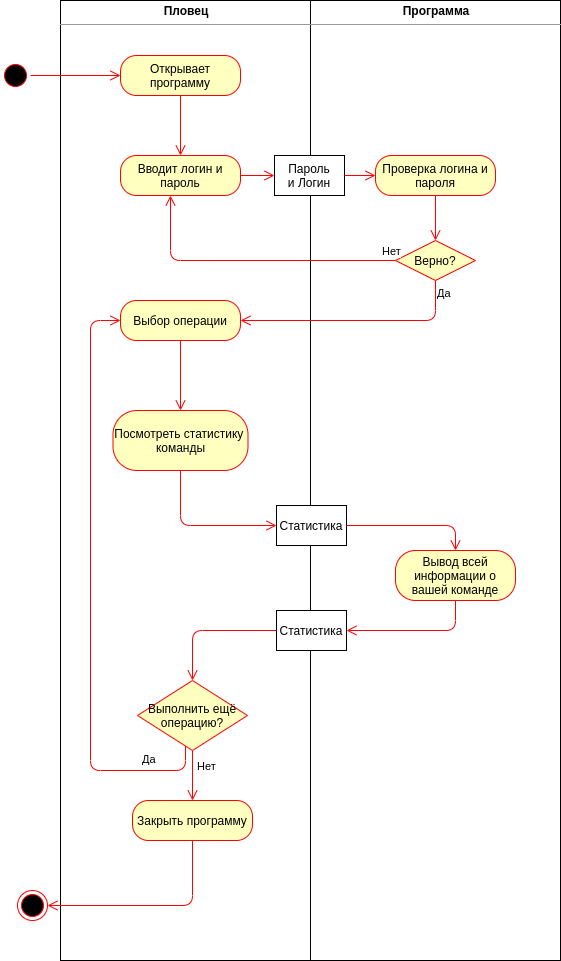 Пловец
Программа
Открывает
программу
Вводит логин и
пароль
Пароль
и Логин
Проверка логина и
пароля
Нет
Верно?
Да
Выбор операции
Посмотреть статистику
команды
Статистика
Вывод всей
информации о
вашей команде
Статистика
Выполнить ещё
операцию?
Да
Нет
Закрыть программу